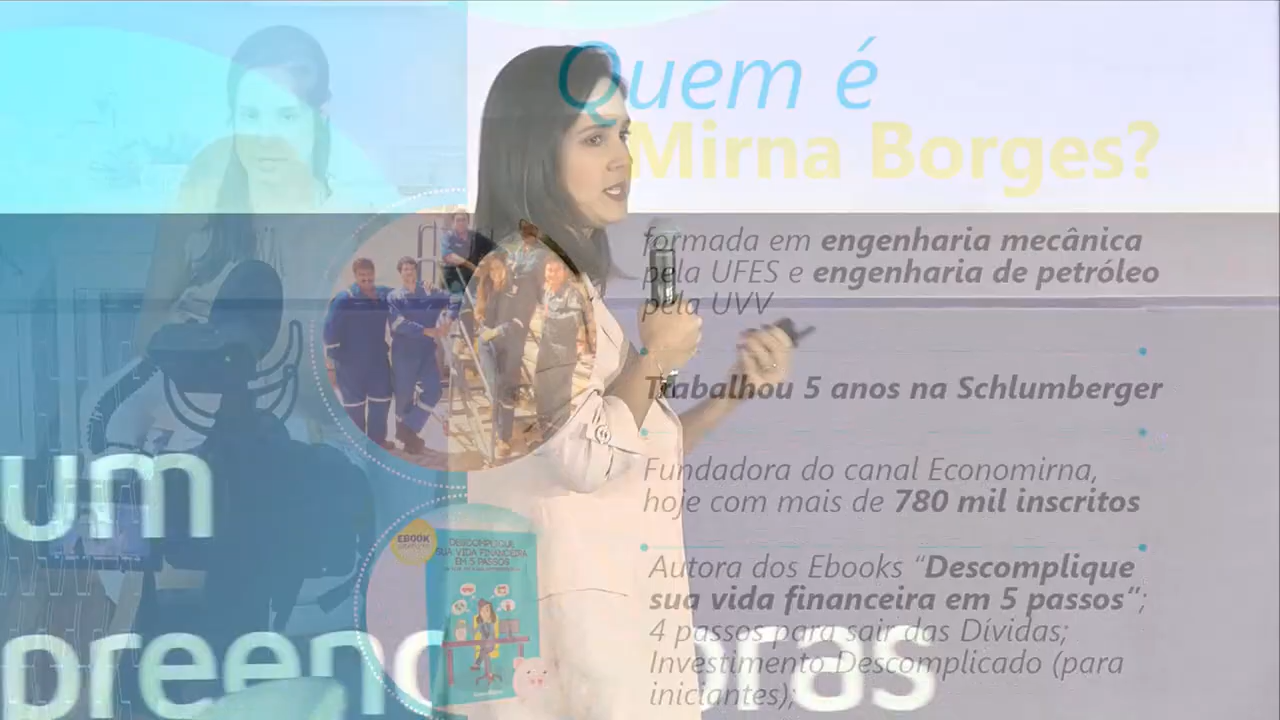 Quem é
Mirna Borges?
formada em engenharia mecânica
pela UFES e engenharia de petróleo
pela UVV
Trabalhou 5 anos na Schlumberger
Fundadora do canal Economirna,
hoje com mais de 780 mil inscritos
Autora dos Ebooks “Descomplique
sua vida financeira em 5 passos”;
4 passos para sair das Dívidas;
Investimento Descomplicado (para
iniciantes);
um
EBOOK
DESCOMPLIQUE
SUA VIDA FINANCEIRA
EM 5 PASSOS